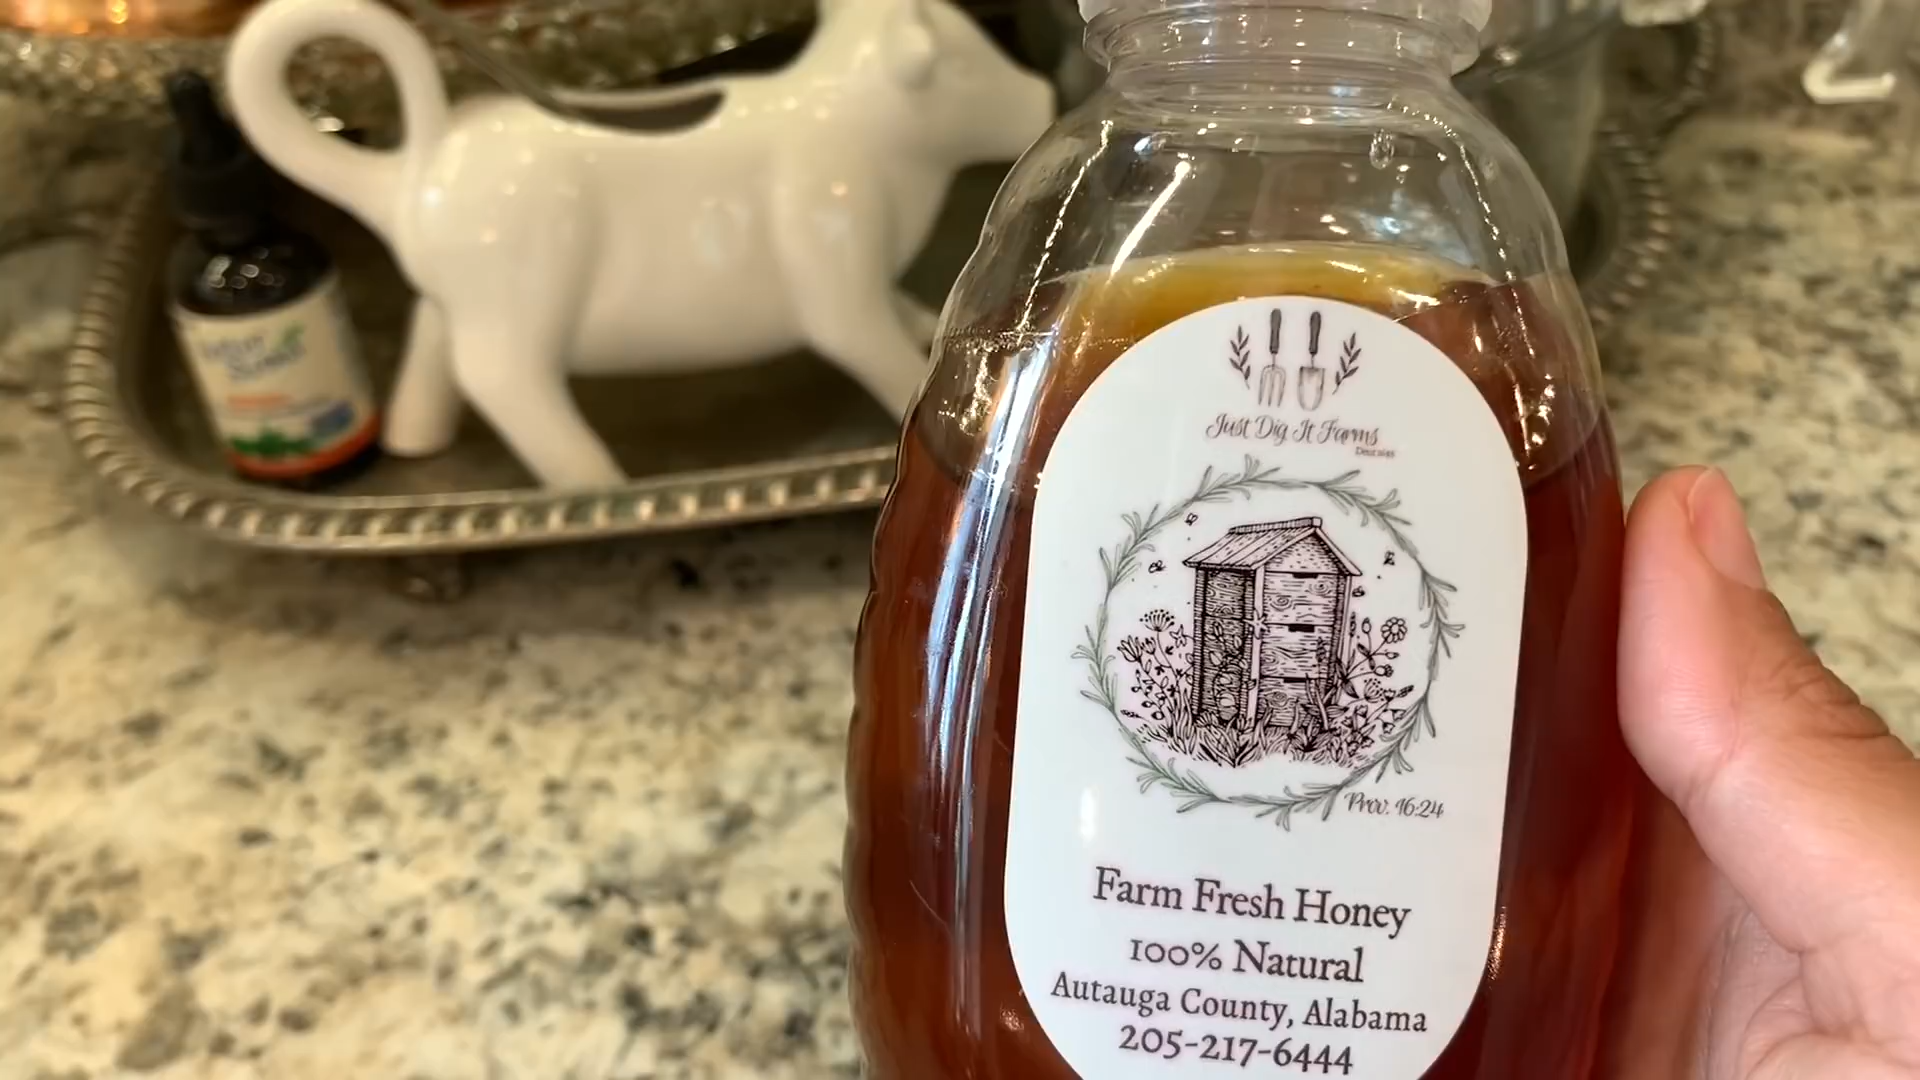 Just Dig It Farms
Prov. 16:24
Farm Fresh Honey
100% Natural
Autauga County, Alabama
205-217-6444